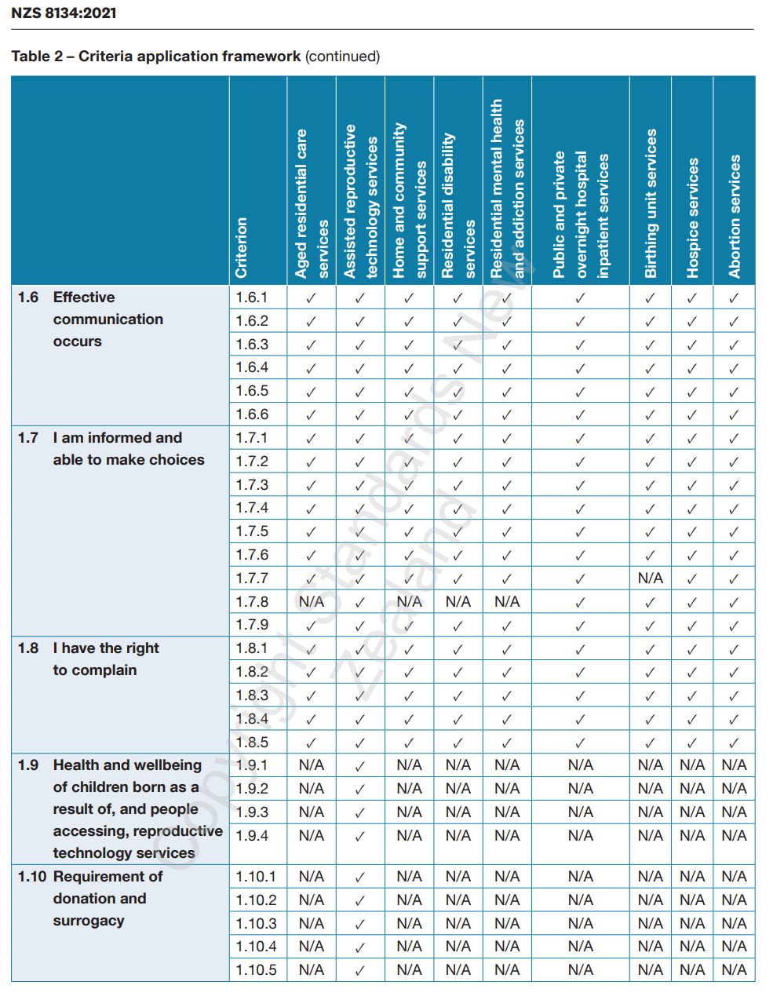 NZS 8134:2021
Table 2 – Criteria application framework (continued)
Criterion
Aged residential care
services
Assisted reproductive
technology services
Home and community
support services
Residential disability
services
Residential mental health
and addiction services
Public and private
overnight hospital
inpatient services
Birthing unit services
Hospice services
Abortion services
1.6 Effective
communication
occurs
1.6.1 ✓ ✓ ✓ ✓ ✓ ✓ ✓ ✓ ✓
1.6.2 ✓ ✓ ✓ ✓ ✓ ✓ ✓ ✓ ✓
1.6.3 ✓ ✓ ✓ ✓ ✓ ✓ ✓ ✓ ✓
1.6.4 ✓ ✓ ✓ ✓ ✓ ✓ ✓ ✓ ✓
1.6.5 ✓ ✓ ✓ ✓ ✓ ✓ ✓ ✓ ✓
1.6.6 ✓ ✓ ✓ ✓ ✓ ✓ ✓ ✓ ✓
1.7 I am informed and
able to make choices
1.7.1 ✓ ✓ ✓ ✓ ✓ ✓ ✓ ✓ ✓
1.7.2 ✓ ✓ ✓ ✓ ✓ ✓ ✓ ✓ ✓
1.7.3 ✓ ✓ ✓ ✓ ✓ ✓ ✓ ✓ ✓
1.7.4 ✓ ✓ ✓ ✓ ✓ ✓ ✓ ✓ ✓
1.7.5 ✓ ✓ ✓ ✓ ✓ ✓ ✓ ✓ ✓
1.7.6 ✓ ✓ ✓ ✓ ✓ ✓ ✓ ✓ ✓
1.7.7 ✓ ✓ ✓ ✓ ✓ ✓ N/A ✓ ✓
1.7.8 N/A ✓ N/A N/A N/A ✓ ✓ ✓ ✓
1.7.9 ✓ ✓ ✓ ✓ ✓ ✓ ✓ ✓ ✓
1.8 I have the right
to complain
1.8.1 ✓ ✓ ✓ ✓ ✓ ✓ ✓ ✓ ✓
1.8.2 ✓ ✓ ✓ ✓ ✓ ✓ ✓ ✓ ✓
1.8.3 ✓ ✓ ✓ ✓ ✓ ✓ ✓ ✓ ✓
1.8.4 ✓ ✓ ✓ ✓ ✓ ✓ ✓ ✓ ✓
1.8.5 ✓ ✓ ✓ ✓ ✓ ✓ ✓ ✓ ✓
1.9 Health and wellbeing
of children born as a
result of, and people
accessing, reproductive
technology services
1.9.1 N/A ✓ N/A N/A N/A N/A N/A N/A N/A
1.9.2 N/A ✓ N/A N/A N/A N/A N/A N/A N/A
1.9.3 N/A ✓ N/A N/A N/A N/A N/A N/A N/A
1.9.4 N/A ✓ N/A N/A N/A N/A N/A N/A N/A
1.10 Requirement of
donation and
surrogacy
1.10.1 N/A ✓ N/A N/A N/A N/A N/A N/A N/A
1.10.2 N/A ✓ N/A N/A N/A N/A N/A N/A N/A
1.10.3 N/A ✓ N/A N/A N/A N/A N/A N/A N/A
1.10.4 N/A ✓ N/A N/A N/A N/A N/A N/A N/A
1.10.5 N/A ✓ N/A N/A N/A N/A N/A N/A N/A
Copyright Standards New
Zealand